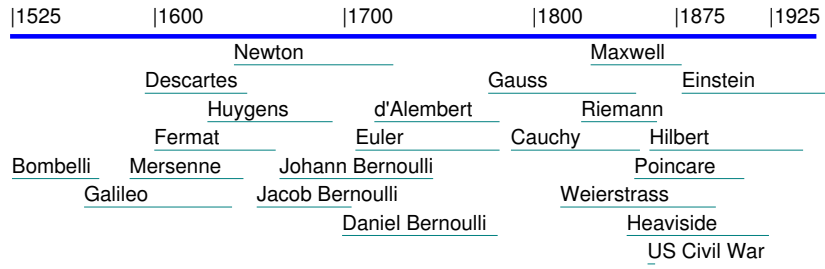 |1525 |1600 |1700 |1800 |1875 |1925
Newton Maxwell
Descartes Gauss Einstein
Huygens d'Alembert Riemann
Fermat Euler Cauchy Hilbert
Bombelli Mersenne Johann Bernoulli Poincare
Galileo Jacob Bernoulli Weierstrass
Daniel Bernoulli Heaviside
US Civil War